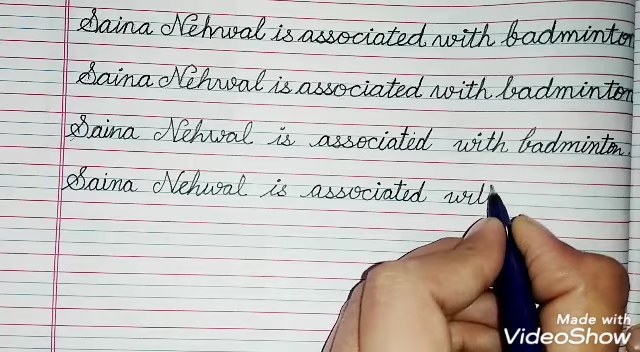 Saina Nehwal is associated with badminton
Saina Nehwal is associated with badminton
Saina Nehwal is associated with badminton.
Saina Nehwal is associated
Made with
VideoShow